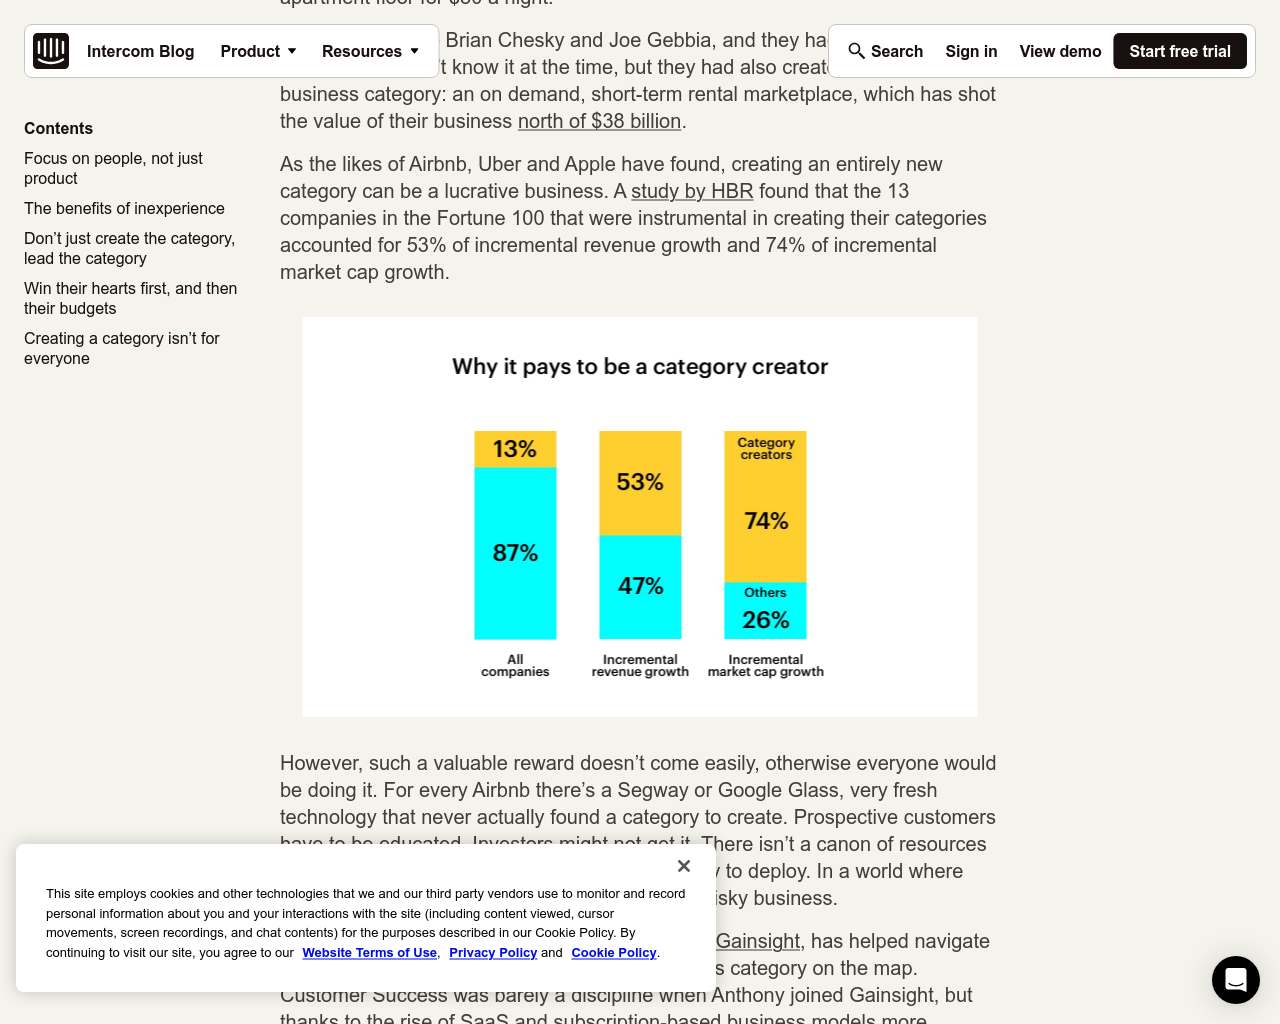 apartment floor for $80 a night.
Intercom Blog Product Resources
Search Sign in View demo Start free trial
Brian Chesky and Joe Gebbia, and they had
t know it at the time, but they had also
business category: an on demand, short-term rental marketplace, which has shot
the value of their business north of $38 billion.
Contents
Focus on people, not just
product
The benefits of inexperience
Don’t just create the category,
lead the category
Win their hearts first, and then
their budgets
Creating a category isn’t for
everyone
As the likes of Airbnb, Uber and Apple have found, creating an entirely new
category can be a lucrative business. A study by HBR found that the 13
companies in the Fortune 100 that were instrumental in creating their categories
accounted for 53% of incremental revenue growth and 74% of incremental
market cap growth.
Why it pays to be a category creator
13%
87%
All
companies
53%
47%
Incremental
revenue growth
Category
creators
74%
Others
26%
Incremental
market cap growth
However, such a valuable reward doesn’t come easily, otherwise everyone would
be doing it. For every Airbnb there’s a Segway or Google Glass, very fresh
technology that never actually found a category to create. Prospective customers
have to be educated. Investors might not get it. There isn’t a canon of resources
to deploy. In a world where
risky business.
Gainsight, has helped navigate
s category on the map.
Customer Success was barely a discipline when Anthony joined Gainsight, but
thanks to the rise of SaaS and subscription-based business models more
This site employs cookies and other technologies that we and our third party vendors use to monitor and record
personal information about you and your interactions with the site (including content viewed, cursor
movements, screen recordings, and chat contents) for the purposes described in our Cookie Policy. By
continuing to visit our site, you agree to our Website Terms of Use, Privacy Policy and Cookie Policy.